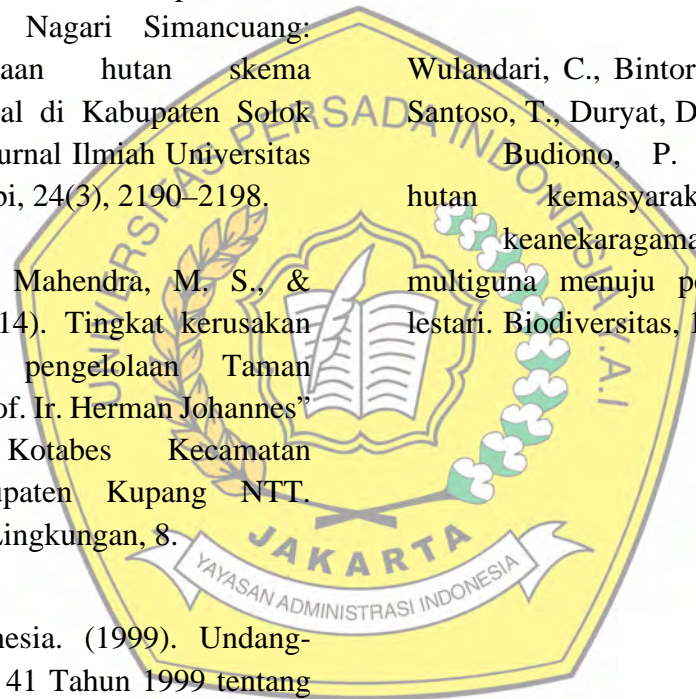 Nagari Simancuang:
aan hutan skema
al di Kabupaten Solok
urnal Ilmiah Universitas
bi, 24(3), 2190–2198.
Mahendra, M. S., &
14). Tingkat kerusakan
pengelolaan Taman
of. Ir. Herman Johannes”
Kotabes Kecamatan
upaten Kupang NTT.
Lingkungan, 8.
nesia. (1999). Undang-
41 Tahun 1999 tentang
Wulandari, C., Bintor
Santoso, T., Duryat, D
Budiono, P.
hutan kemasyarak
keanekaragama
multiguna menuju pe
lestari. Biodiversitas, 1
UNIVERSITAS PERSADA INDONESIA Y.A.I
JAKARTA
YAYASAN ADMINISTRASI INDONESIA